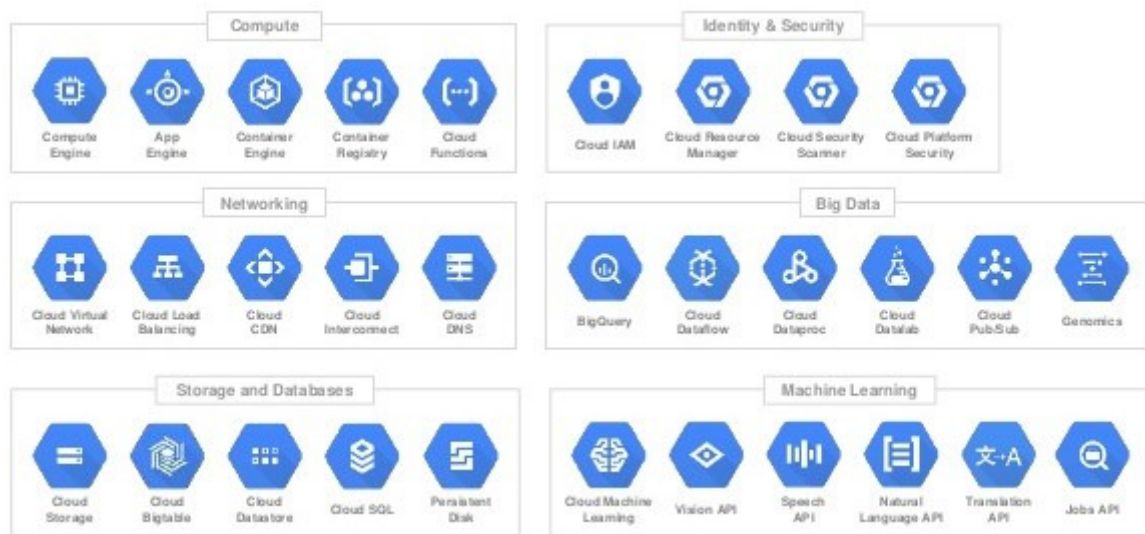 Compute
Compute
Engine
App
Engine
Container
Engine
Container
Registry
Cloud
Functions
Identity & Security
Cloud IAM
Cloud Resource
Manager
Cloud Security
Scanner
Cloud Platform
Security
Networking
Cloud Virtual
Network
Cloud Load
Balancing
Cloud
CDN
Cloud
Interconnect
Cloud
DNS
Big Data
BigQuery
Cloud
Dataflow
Cloud
Dataproc
Cloud
Datalab
Cloud
Pub/Sub
Genomics
Storage and Databases
Cloud
Storage
Cloud
Bigtable
Cloud
Datastore
Cloud SQL
Persistent
Disk
Machine Learning
Cloud Machine
Learning
Vision API
Speech
API
Natural
Language API
文→A
Translation
API
Jobs API